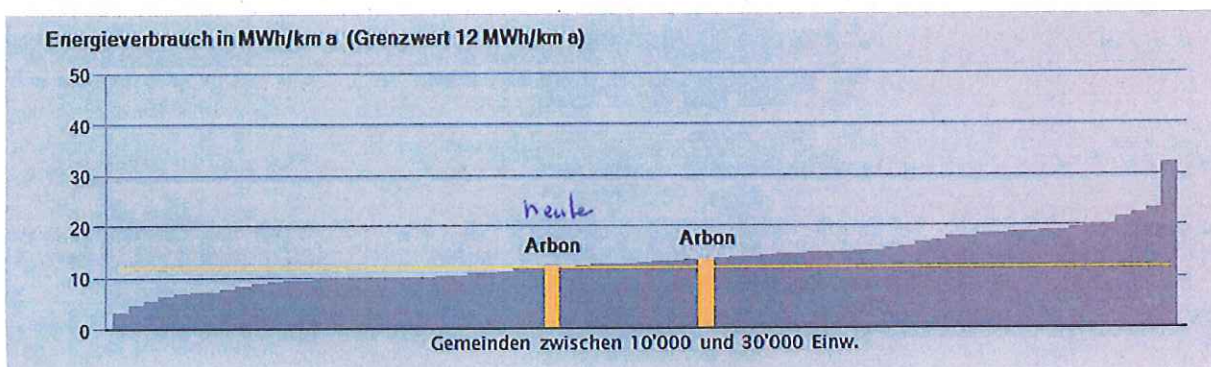 Energieverbrauch in MWh/km a (Grenzwert 12 MWh/km a)
50
40
30
heute
20
Arbon
Arbon
10
0
Gemeinden zwischen 10'000 und 30'000 Einw.